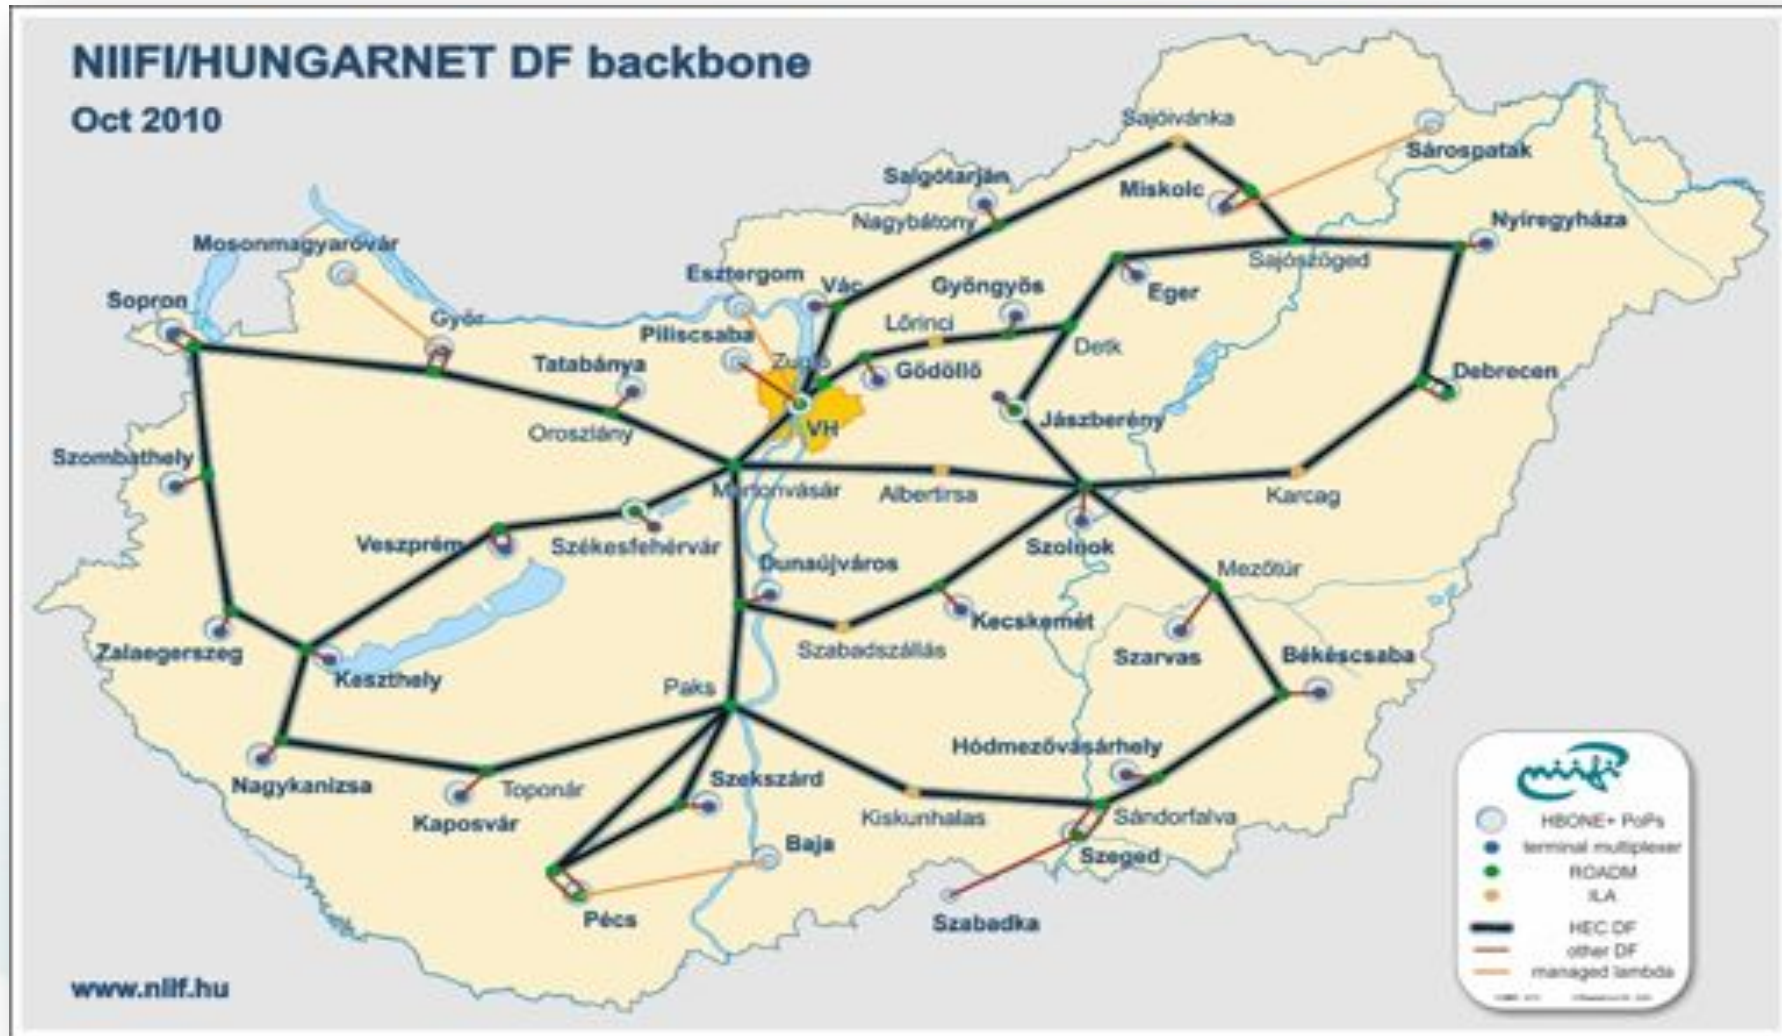 NIIFI/HUNGARNET DF backbone
Oct 2010
Sajóivánka
Sárospatak
Salgótarján
Miskolc
Nagybátony
Nyíregyháza
Mosonmagyaróvár
Sajószöged
Esztergom
Vác
Gyöngyös
Eger
Sopron
Győr
Piliscsaba
Lőrinci
Detk
Tatabánya
Gödöllő
Debrecen
Oroszlány
VH
Jászberény
Szombathely
Martonvásár
Albertirsa
Karcag
Veszprém
Székesfehérvár
Szolnok
Dunaújváros
Mezőtúr
Kecskemét
Zalaegerszeg
Szabadszállás
Szarvas
Békéscsaba
Keszthely
Paks
Hódmezővásárhely
Nagykanizsa
Toponár
Szekszárd
Kaposvár
Kiskunhalas
Sándorfalva
Baja
Szeged
Pécs
Szabadka
niifi
HBONE+ PoPs
terminal multiplexer
ROADM
ILA
HEC DF
other DF
managed lambda
www.niif.hu